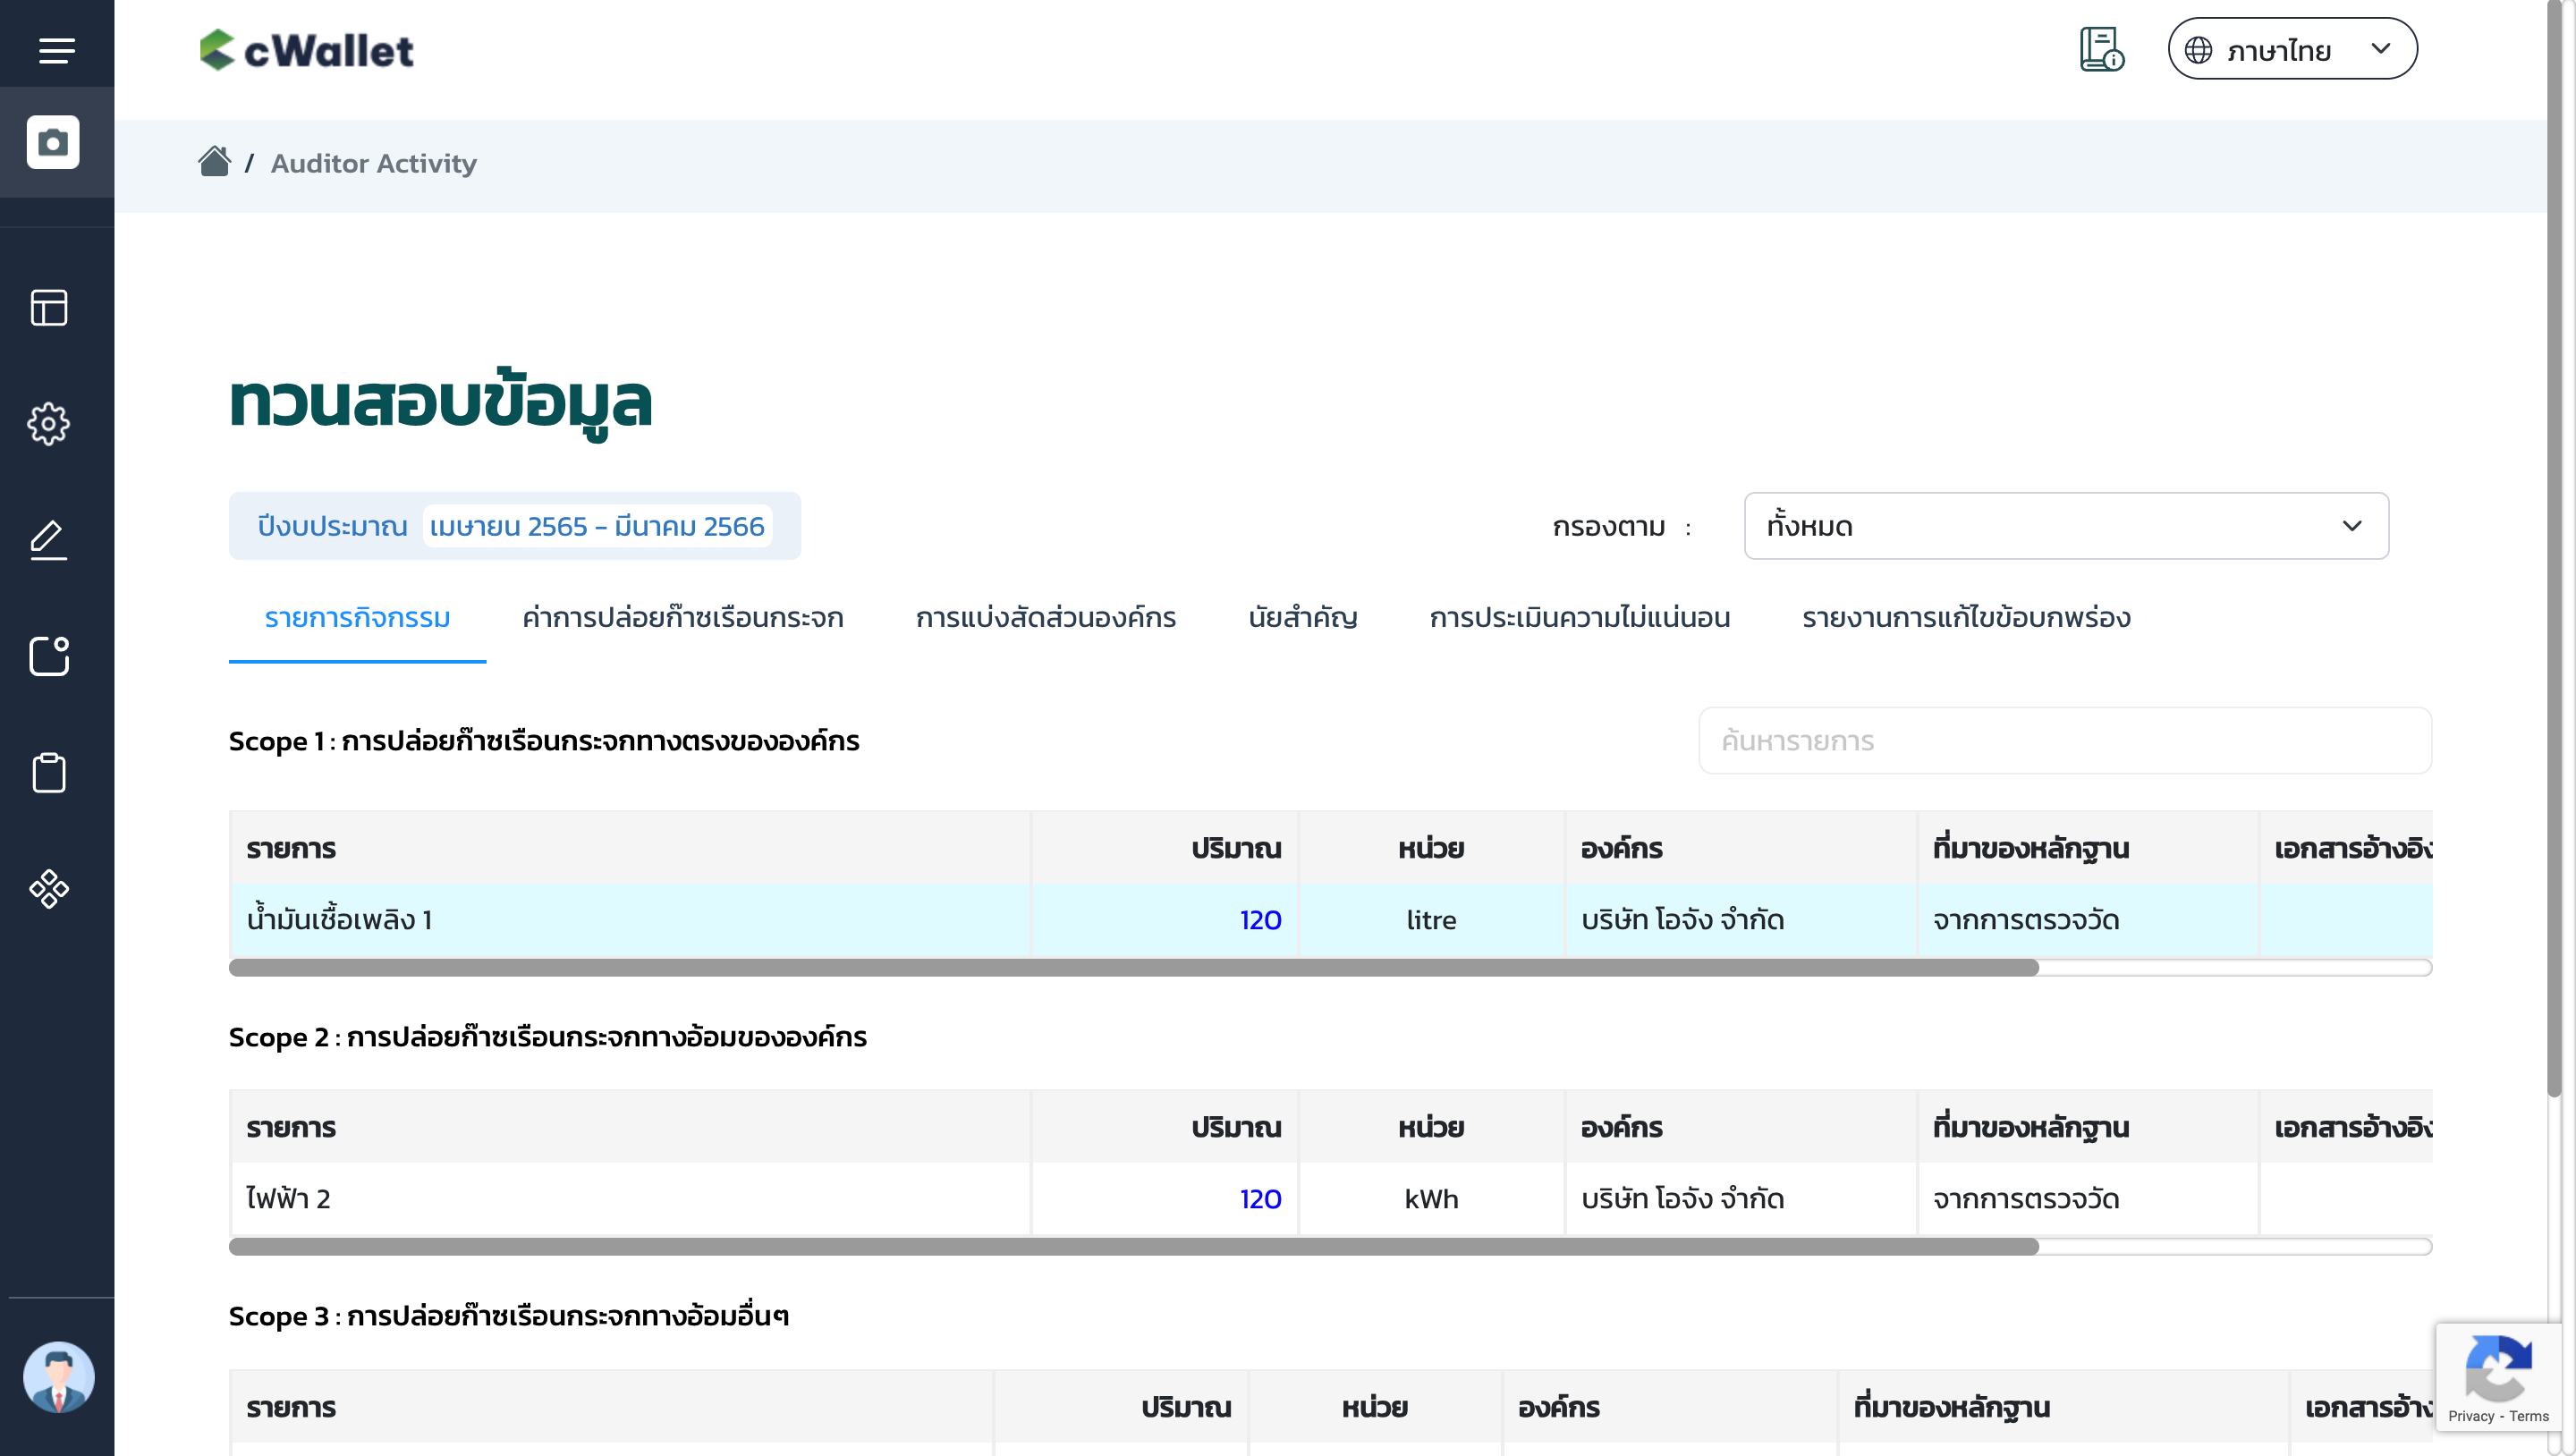 cWallet
ภาษาไทย
/ Auditor Activity
ทวนสอบข้อมูล
ปีงบประมาณ เมษายน 2565 - มีนาคม 2566
กรองตาม : ทั้งหมด
รายการกิจกรรม ค่าการปล่อยก๊าซเรือนกระจก การแบ่งสัดส่วนองค์กร นัยสำคัญ การประเมินความไม่แน่นอน รายงานการแก้ไขข้อบกพร่อง
Scope 1 : การปล่อยก๊าซเรือนกระจกทางตรงขององค์กร
ค้นหารายการ
รายการ ปริมาณ หน่วย องค์กร ที่มาของหลักฐาน เอกสารอ้างอิง
น้ำมันเชื้อเพลิง 1 120 litre บริษัท โอจัง จำกัด จากการตรวจวัด
Scope 2 : การปล่อยก๊าซเรือนกระจกทางอ้อมขององค์กร
รายการ ปริมาณ หน่วย องค์กร ที่มาของหลักฐาน เอกสารอ้างอิง
ไฟฟ้า 2 120 kWh บริษัท โอจัง จำกัด จากการตรวจวัด
Scope 3 : การปล่อยก๊าซเรือนกระจกทางอ้อมอื่นๆ
รายการ ปริมาณ หน่วย องค์กร ที่มาของหลักฐาน เอกสารอ้าง
Privacy - Terms